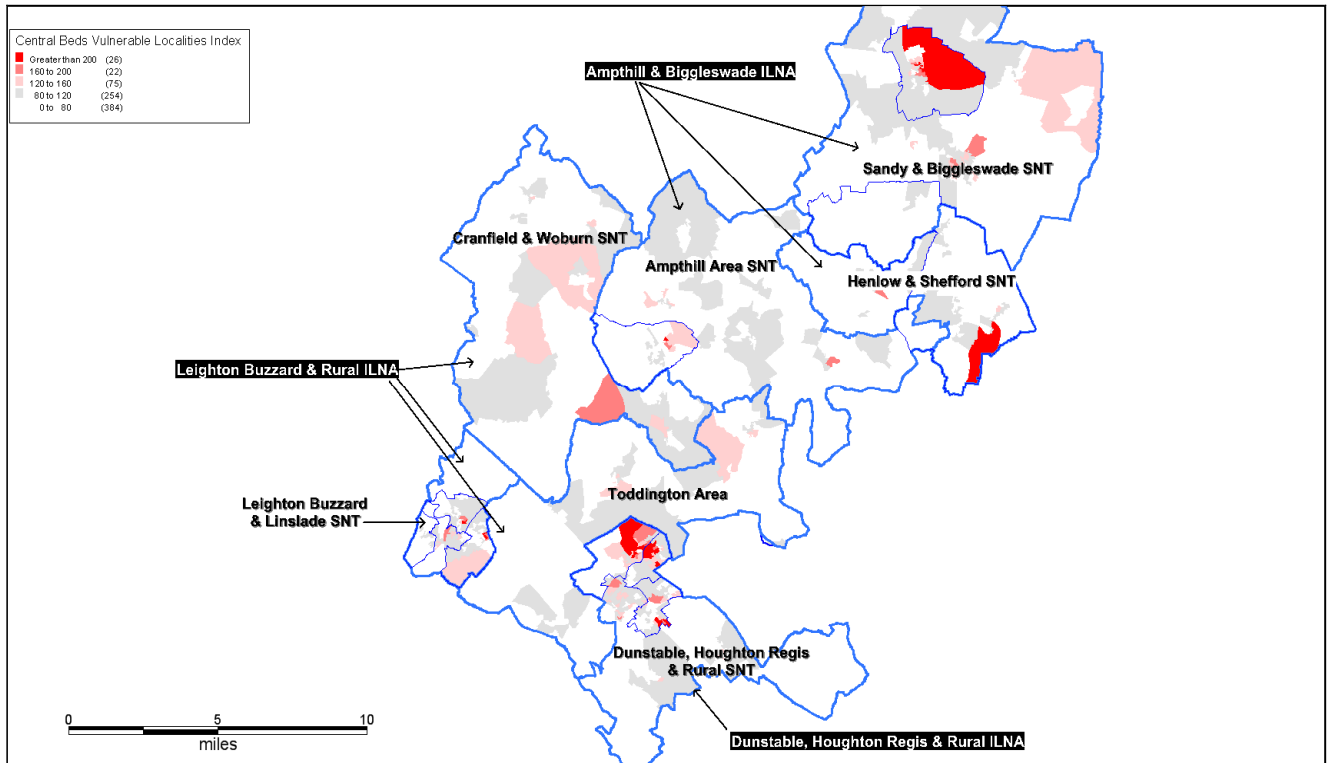 Central Beds Vulnerable Localities Index
Greater than 200 (26)
160 to 200 (22)
120 to 160 (75)
80 to 120 (254)
0 to 80 (384)
Ampthill & Biggleswade ILNA
Sandy & Biggleswade SNT
Cranfield & Woburn SNT
Ampthill Area SNT
Henlow & Shefford SNT
Leighton Buzzard & Rural ILNA
Toddington Area
Leighton Buzzard
& Linslade SNT
Dunstable, Houghton Regis
& Rural SNT
0 5 10
miles
Dunstable, Houghton Regis & Rural ILNA